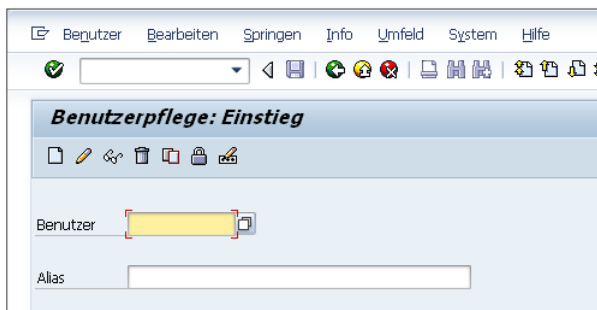 Benutzer Bearbeiten Springen Info Umfeld System Hilfe
Benutzerpflege: Einstieg
Benutzer
Alias